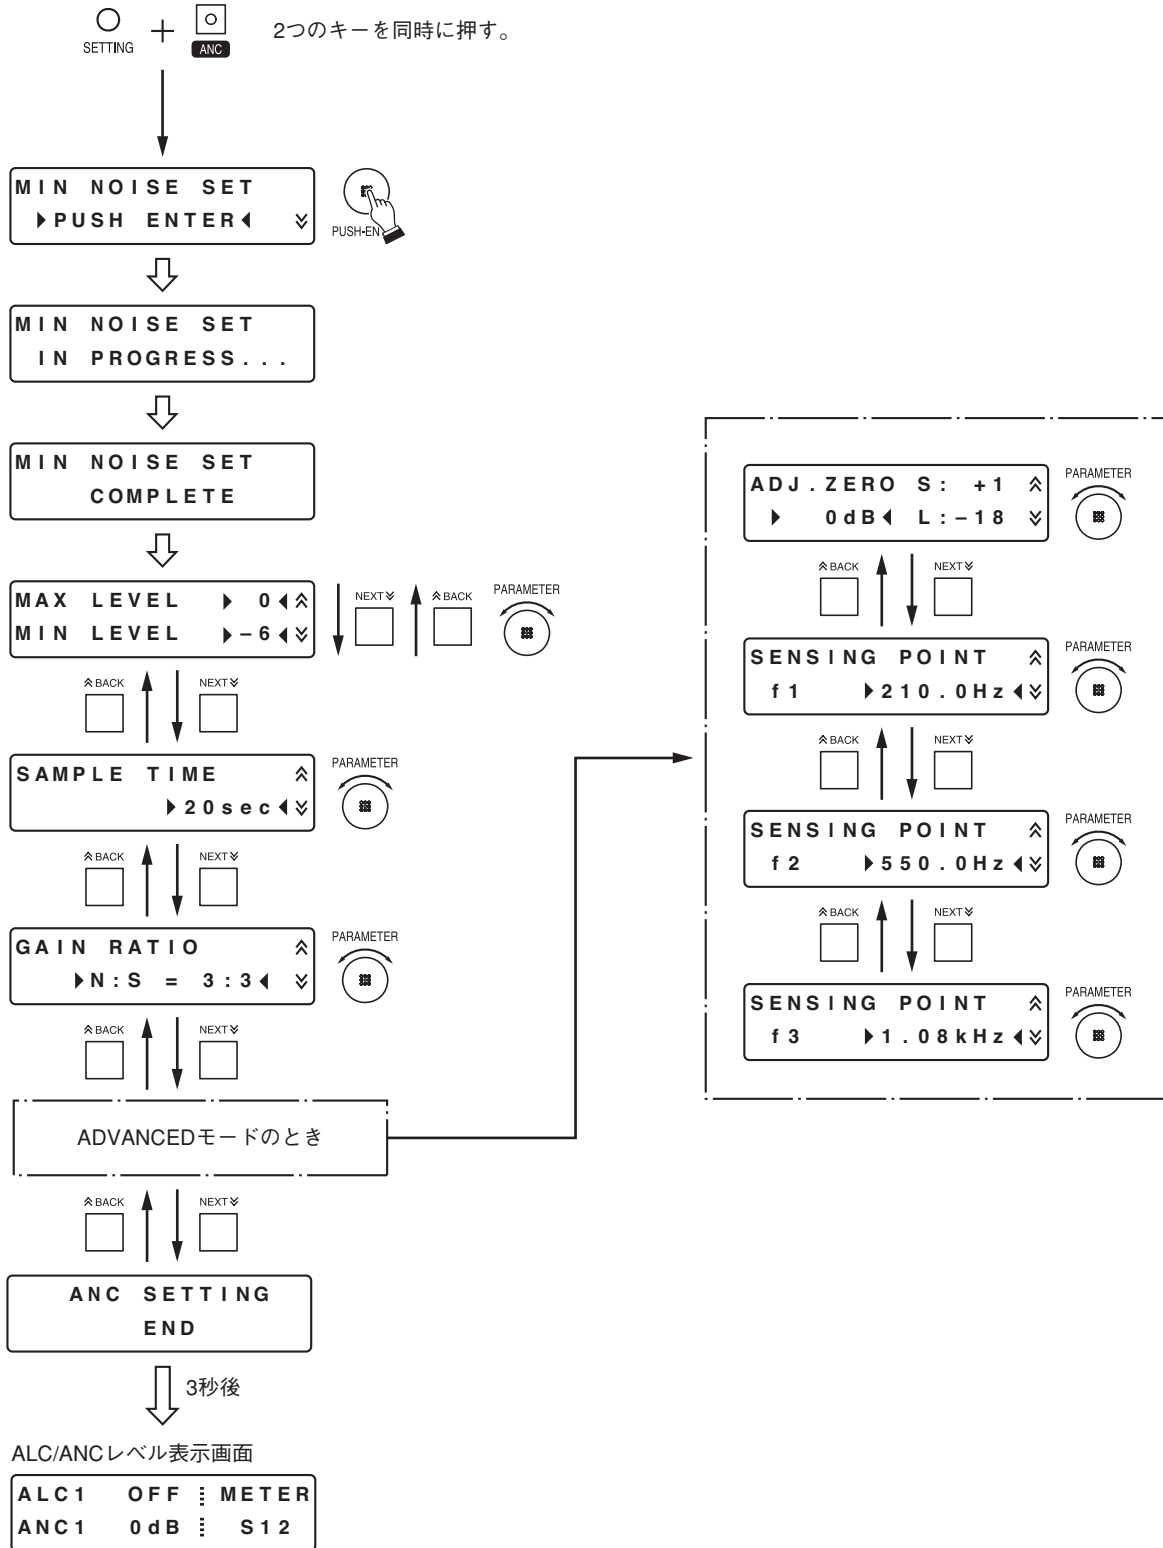 SETTING
+
ANC
2つのキーを同時に押す。
MIN NOISE SET
PUSH ENTER
PUSH-EN
MIN NOISE SET
IN PROGRESS...
MIN NOISE SET
COMPLETE
MAX LEVEL 0
MIN LEVEL –6
NEXT
BACK
PARAMETER
BACK
NEXT
SAMPLE TIME
20sec
PARAMETER
BACK
NEXT
GAIN RATIO
N:S = 3:3
PARAMETER
BACK
NEXT
ADVANCEDモードのとき
BACK
NEXT
ANC SETTING
END
3秒後
ALC/ANCレベル表示画面
ALC1 OFF METER
ANC1 0dB S12
ADJ.ZERO S: +1
0dB L:–18
PARAMETER
BACK
NEXT
SENSING POINT
f1 210.0Hz
PARAMETER
BACK
NEXT
SENSING POINT
f2 550.0Hz
PARAMETER
BACK
NEXT
SENSING POINT
f3 1.08kHz
PARAMETER